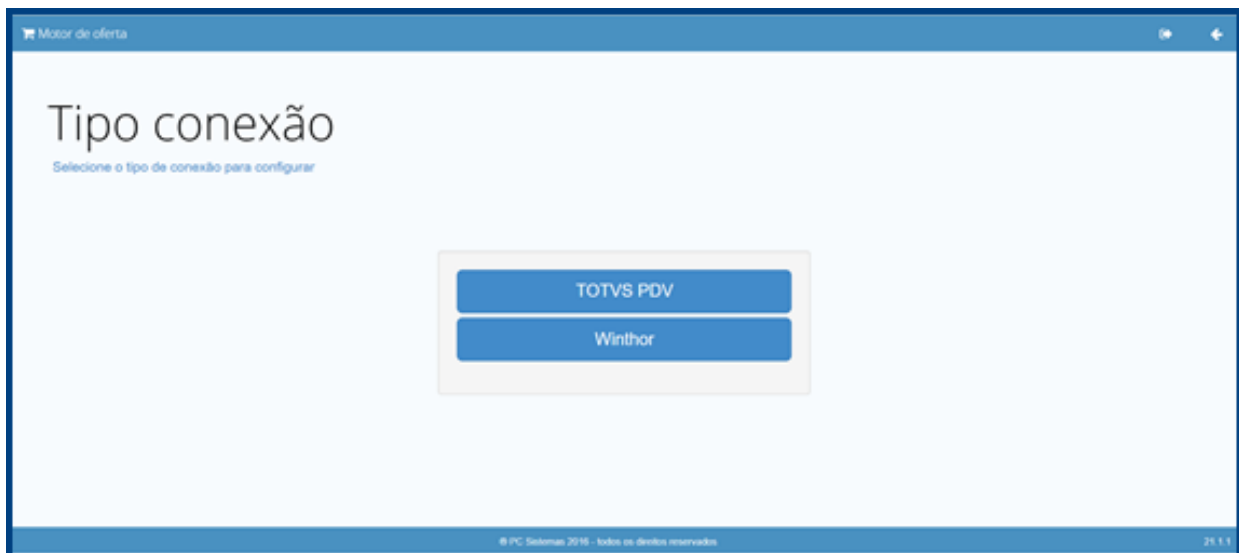 Motor de oferta
Tipo conexão
Selecione o tipo de conexão para configurar
TOTVS PDV
Winthor
© PC Sistemas 2016 - todos os direitos reservados
21.1.1